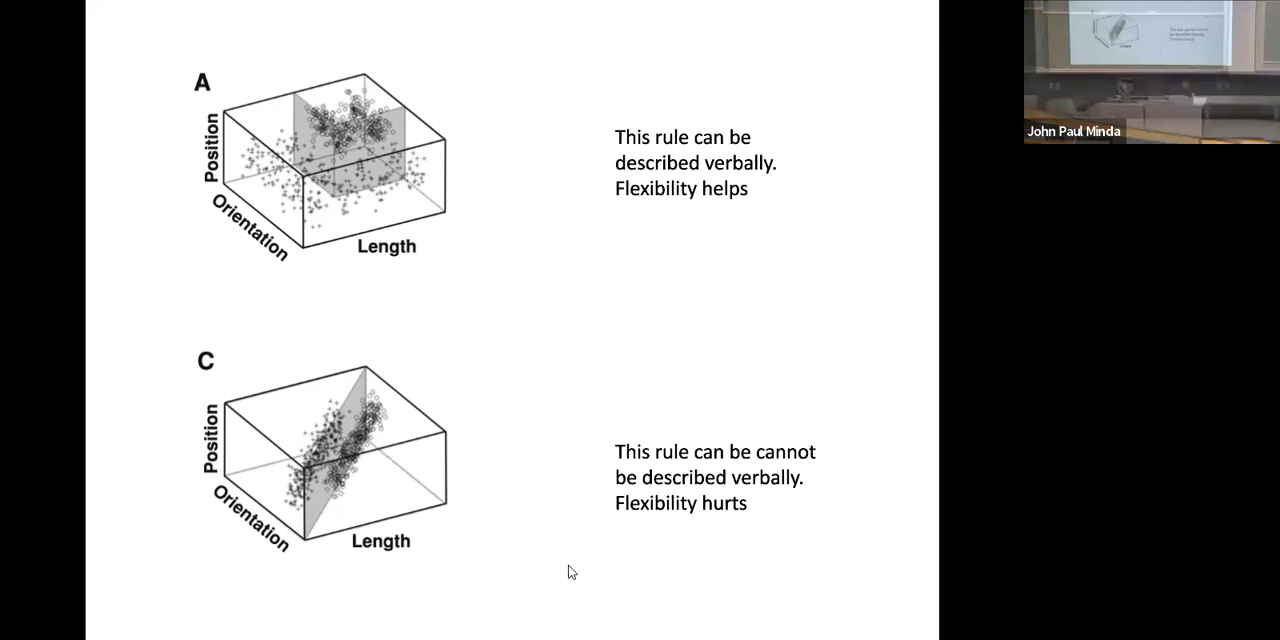 A
Position
Orientation
Length
This rule can be
described verbally.
Flexibility helps
C
Position
Orientation
Length
This rule can be cannot
be described verbally.
Flexibility hurts
John Paul Minda